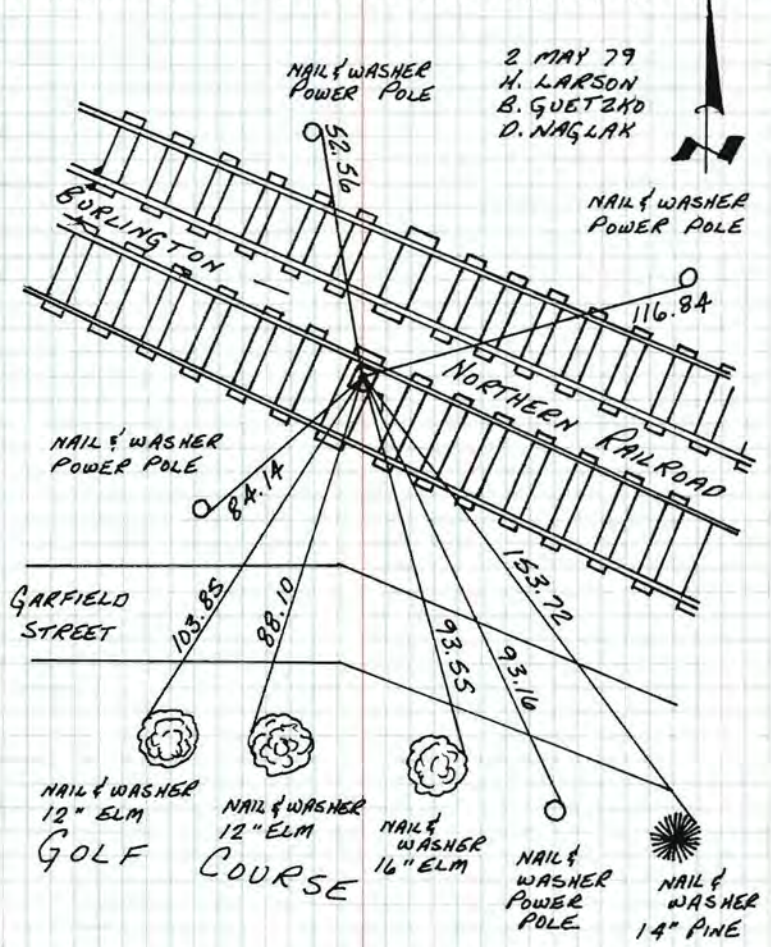 2 MAY 79
H. LARSON
B. GUETZKO
D. NAGLAK
N
NAIL & WASHER
POWER POLE
52.56
NAIL & WASHER
POWER POLE
116.84
BURLINGTON —
NORTHERN RAILROAD
NAIL & WASHER
POWER POLE
84.14
GARFIELD
STREET
103.85
88.10
93.55
93.16
153.72
NAIL & WASHER
12" ELM
NAIL & WASHER
12" ELM
NAIL &
WASHER
16" ELM
NAIL &
WASHER
POWER
POLE
NAIL &
WASHER
14" PINE
GOLF COURSE